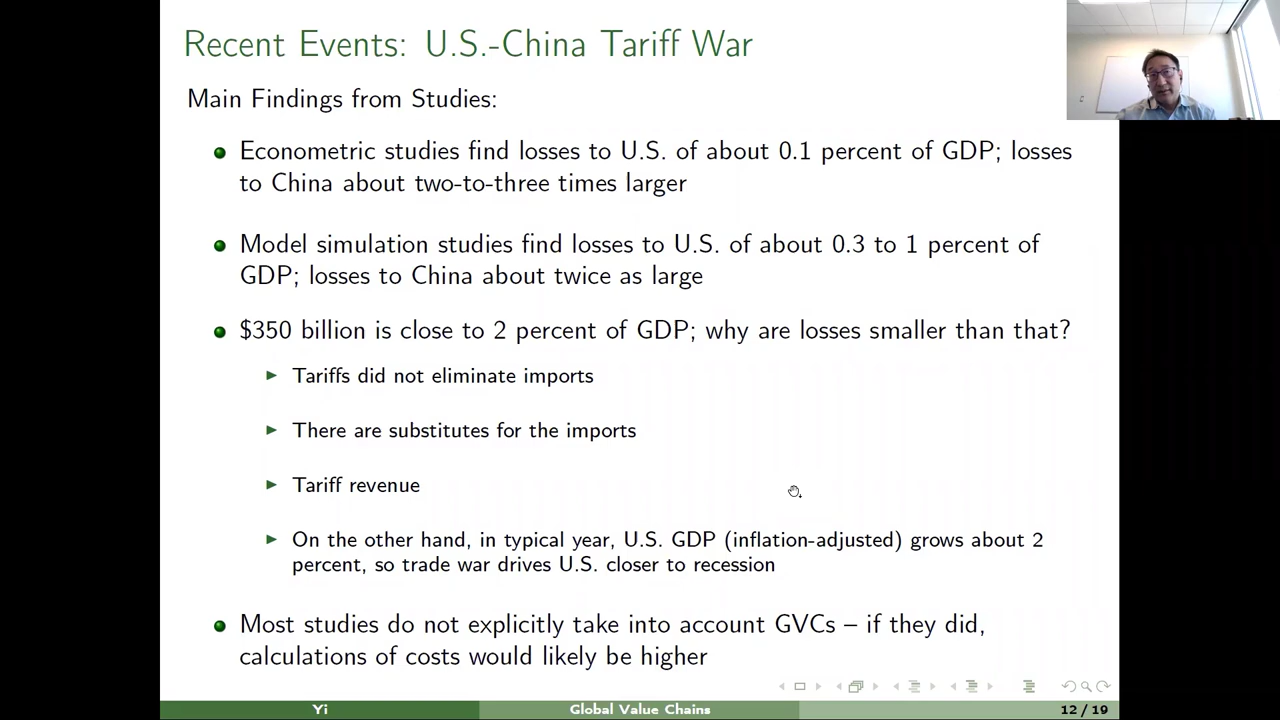 Recent Events: U.S.-China Tariff War
Main Findings from Studies:
Econometric studies find losses to U.S. of about 0.1 percent of GDP; losses
to China about two-to-three times larger
Model simulation studies find losses to U.S. of about 0.3 to 1 percent of
GDP; losses to China about twice as large
$350 billion is close to 2 percent of GDP; why are losses smaller than that?
Tariffs did not eliminate imports
There are substitutes for the imports
Tariff revenue
On the other hand, in typical year, U.S. GDP (inflation-adjusted) grows about 2
percent, so trade war drives U.S. closer to recession
Most studies do not explicitly take into account GVCs – if they did,
calculations of costs would likely be higher
Yi
Global Value Chains
12 / 19